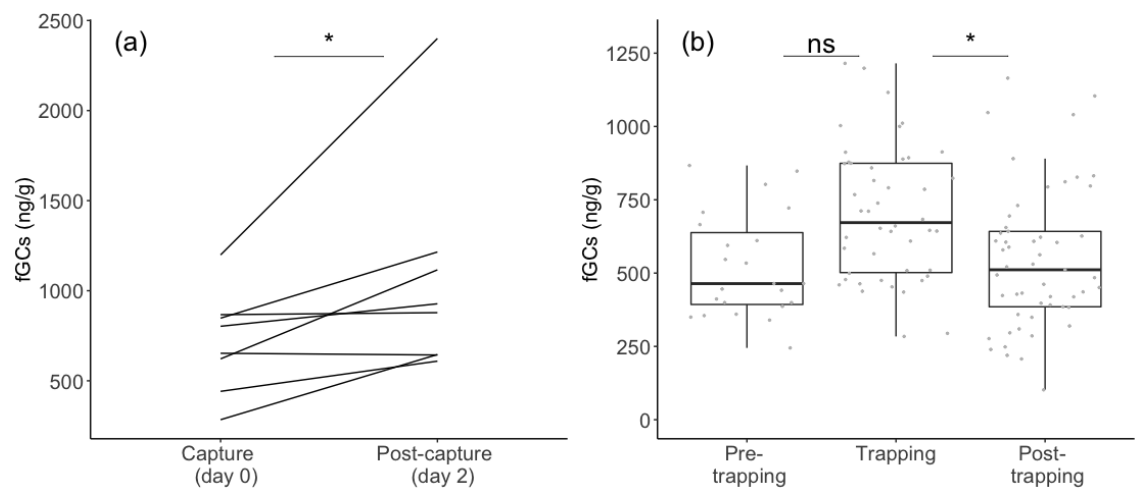 (a)
*
fGCs (ng/g)
2500
2000
1500
1000
500
Capture
(day 0)
Post-capture
(day 2)
(b)
ns
*
fGCs (ng/g)
1250
1000
750
500
250
0
Pre-
trapping
Trapping
Post-
trapping